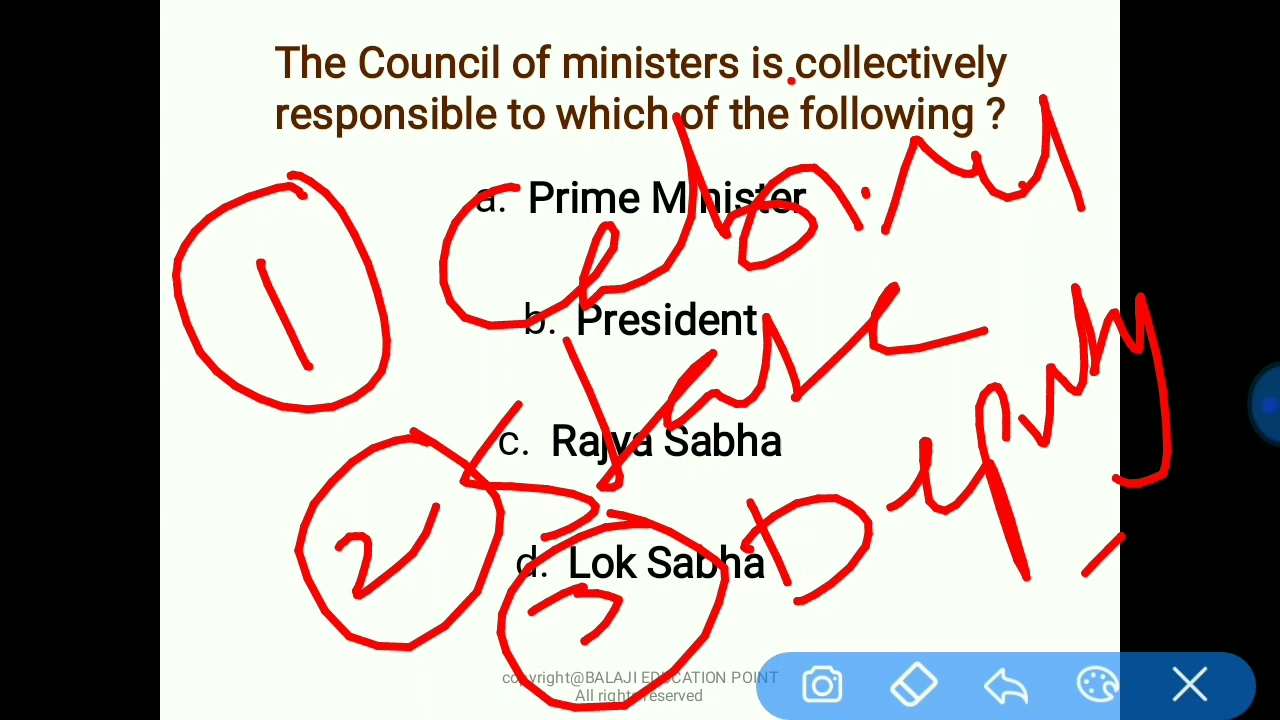 The Council of ministers is collectively
responsible to which of the following ?
a. Prime Minister
b. President
c. Rajya Sabha
d. Lok Sabha
1
2
3
Deputy
copyright@BALAJI EDUCATION POINT
All rights reserved